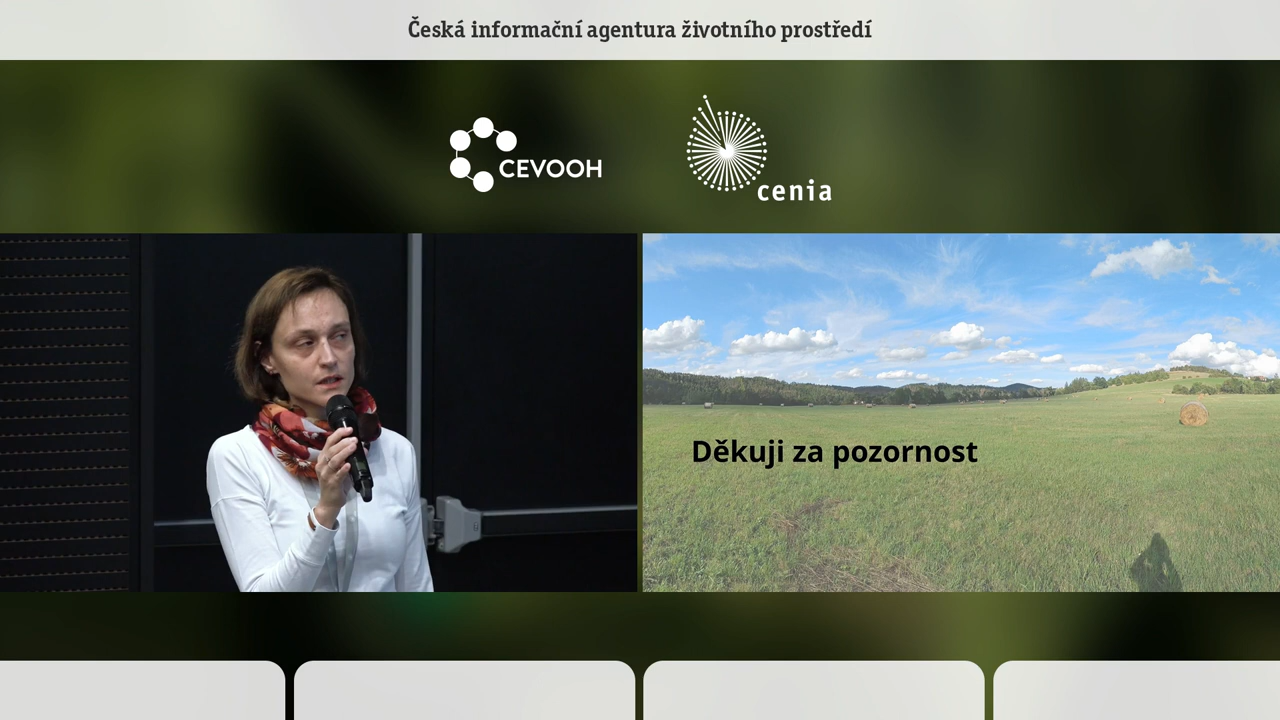 Česká informační agentura životního prostředí
CEVOOH
cenia
Děkuji za pozornost